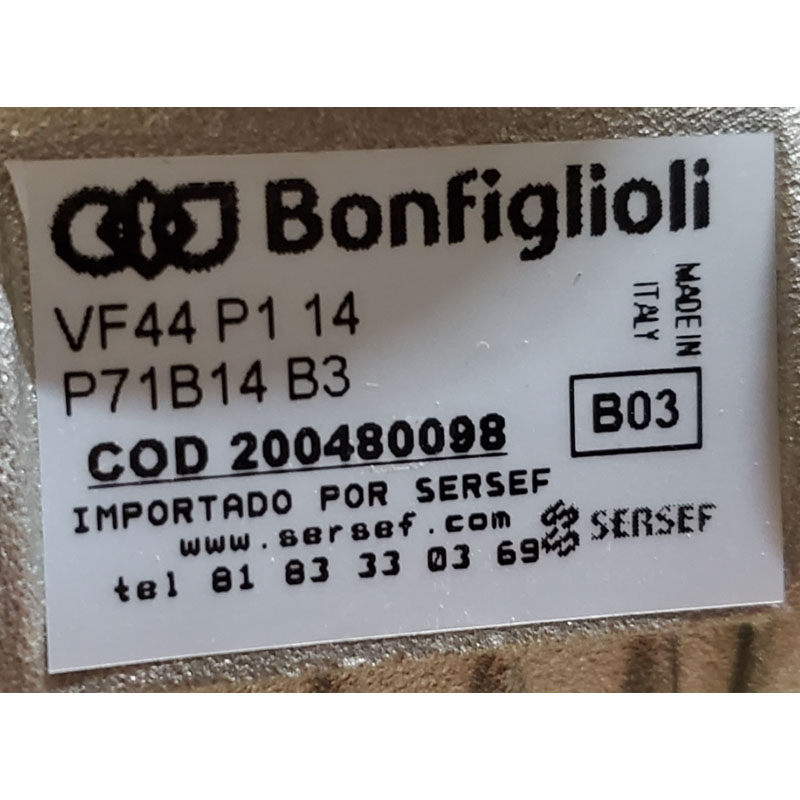 Bonfiglioli
VF44 P1 14
MADE IN
ITALY
P71B14 B3
B03
COD 200480098
IMPORTADO POR SERSEF
www.sersef.com
SERSEF
tel 81 83 33 03 69